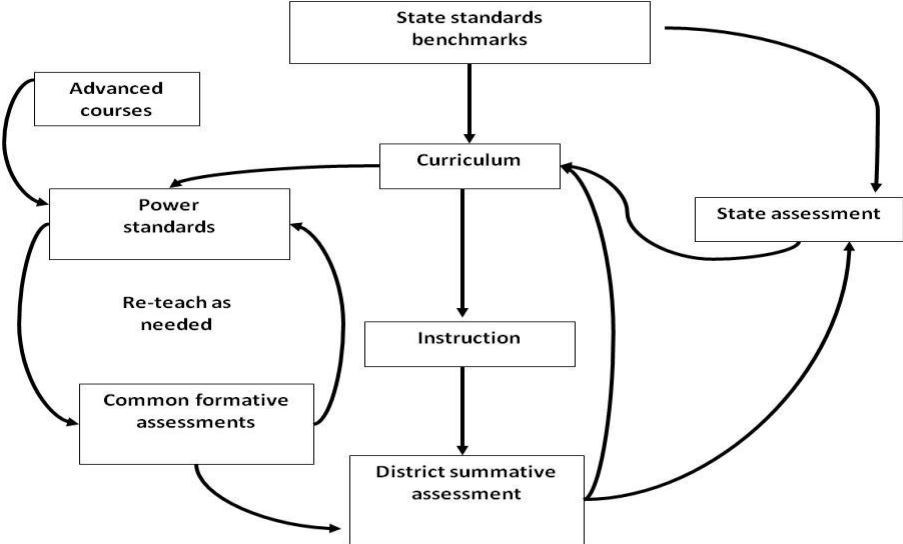 State standards
benchmarks
Advanced
courses
Curriculum
Power
standards
State assessment
Re-teach as
needed
Instruction
Common formative
assessments
District summative
assessment